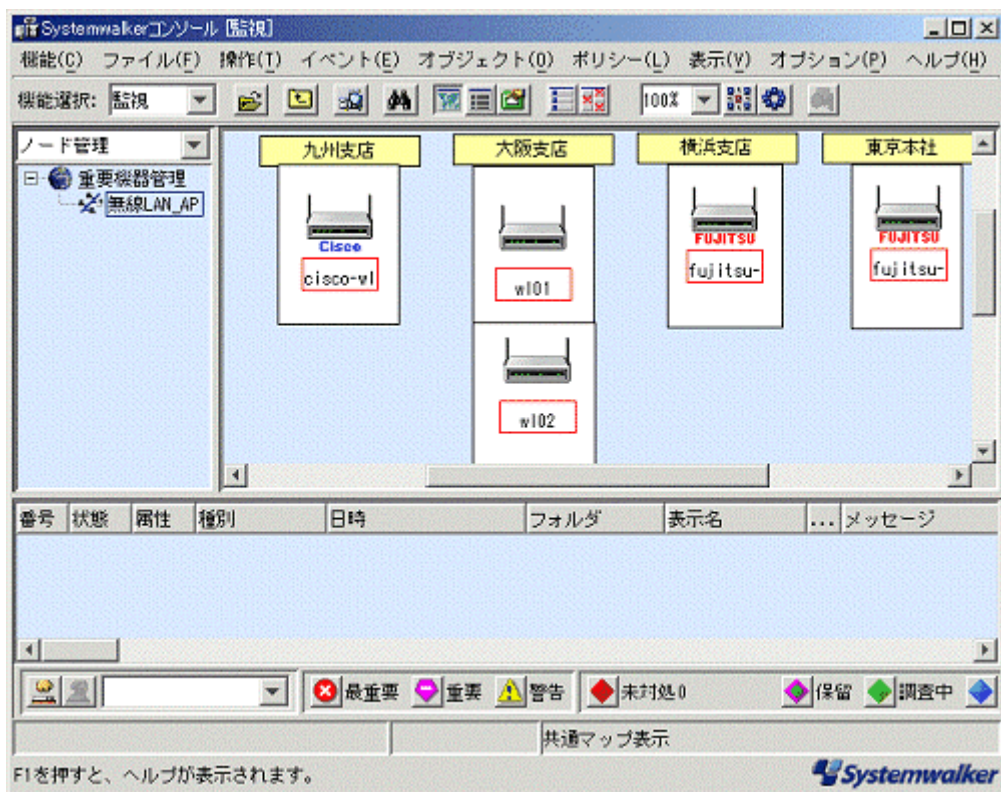 Systemwalkerコンソール [監視]
機能(C) ファイル(F) 操作(T) イベント(E) オブジェクト(O) ポリシー(L) 表示(V) オプション(P) ヘルプ(H)
機能選択: 監視 100%
ノード管理
重要機器管理
無線LAN_AP
九州支店 大阪支店 横浜支店 東京本社
Cisco FUJITSU FUJITSU
cisco-wl wl01 fujitsu- fujitsu-
wl02
番号 状態 属性 種別 日時 フォルダ 表示名 ... メッセージ
最重要 重要 警告 未対処0 保留 調査中
共通マップ表示
F1を押すと、ヘルプが表示されます。 Systemwalker